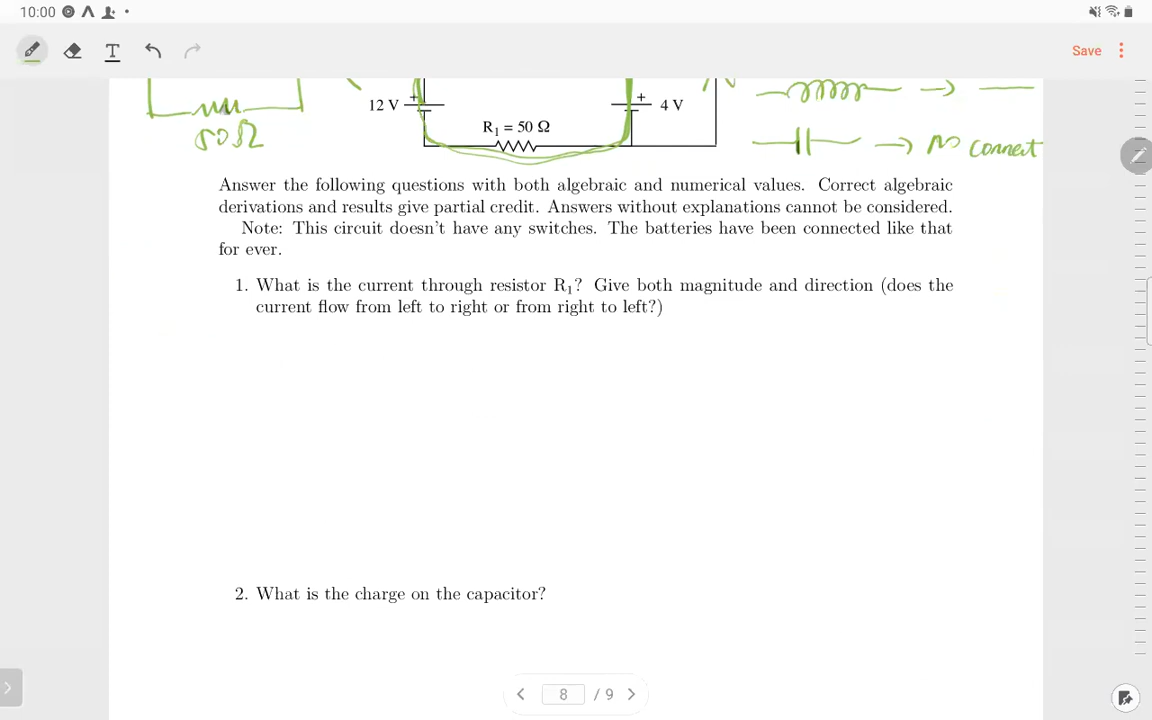 10:00
T
Save
12 V
+
+
4 V
50Ω
R₁ = 50 Ω
→
→ No connect
Answer the following questions with both algebraic and numerical values. Correct algebraic
derivations and results give partial credit. Answers without explanations cannot be considered.
Note: This circuit doesn't have any switches. The batteries have been connected like that
for ever.
1. What is the current through resistor R₁? Give both magnitude and direction (does the
current flow from left to right or from right to left?)
2. What is the charge on the capacitor?
8 / 9